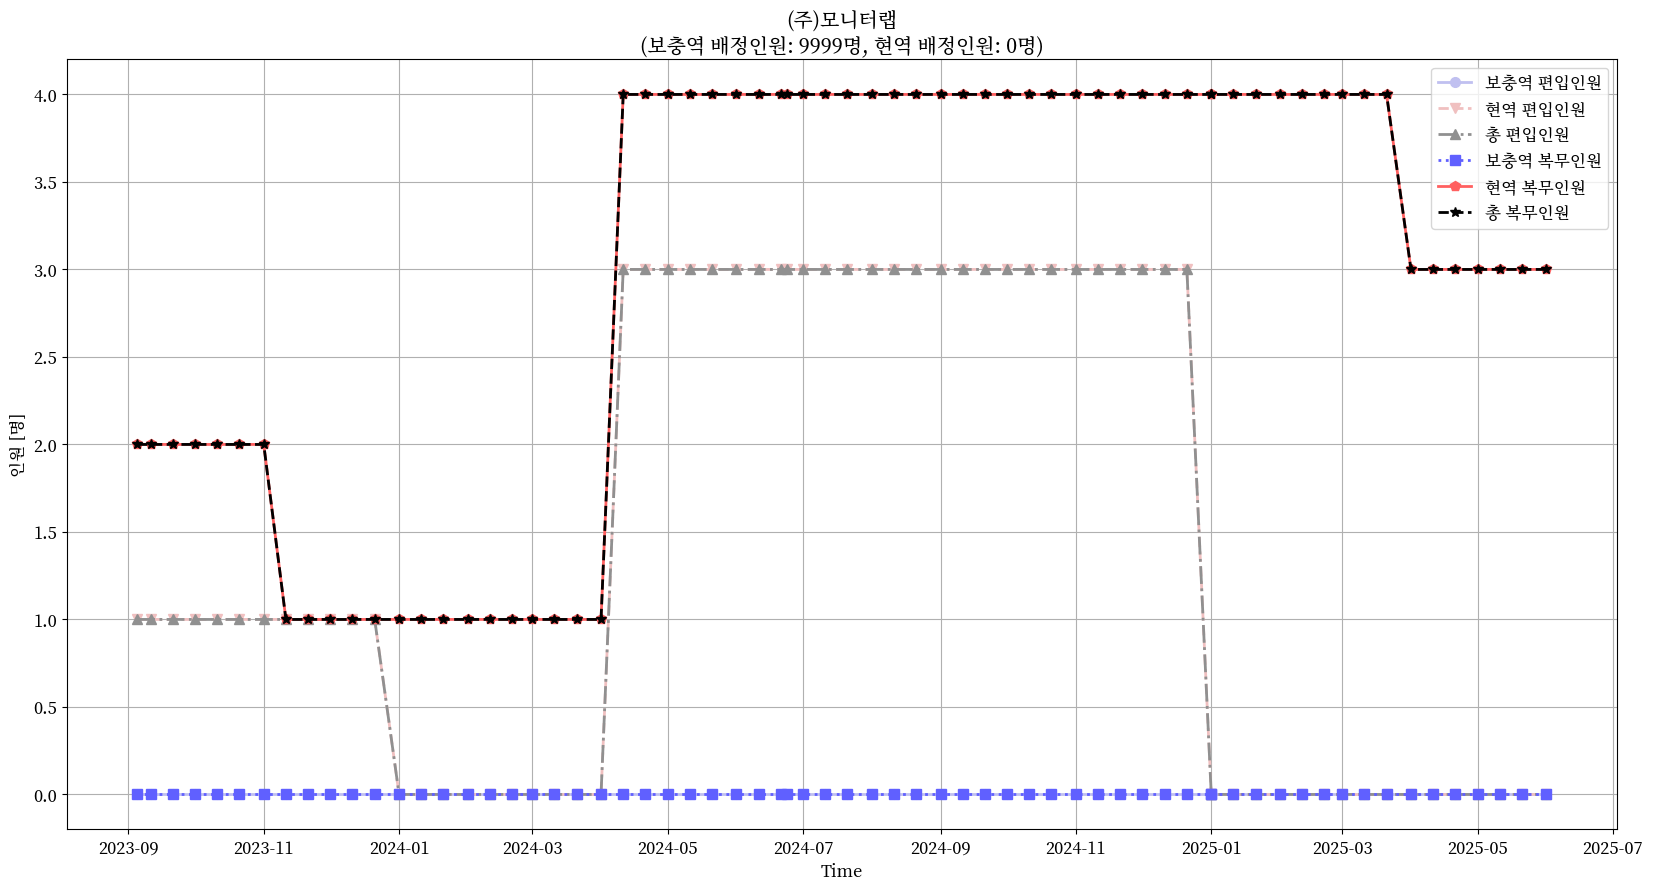 (주)모니터랩
(보충역 배정인원: 9999명, 현역 배정인원: 0명)
보충역 편입인원
현역 편입인원
총 편입인원
보충역 복무인원
현역 복무인원
총 복무인원
인원 [명]
4.0
3.5
3.0
2.5
2.0
1.5
1.0
0.5
0.0
2023-09 2023-11 2024-01 2024-03 2024-05 2024-07 2024-09 2024-11 2025-01 2025-03 2025-05 2025-07
Time